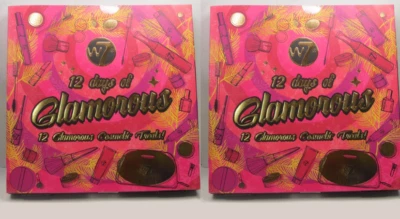 W7
12 days of
Glamorous
12 Glamorous Cosmetic Treats!
W7
12 days of
Glamorous
12 Glamorous Cosmetic Treats!